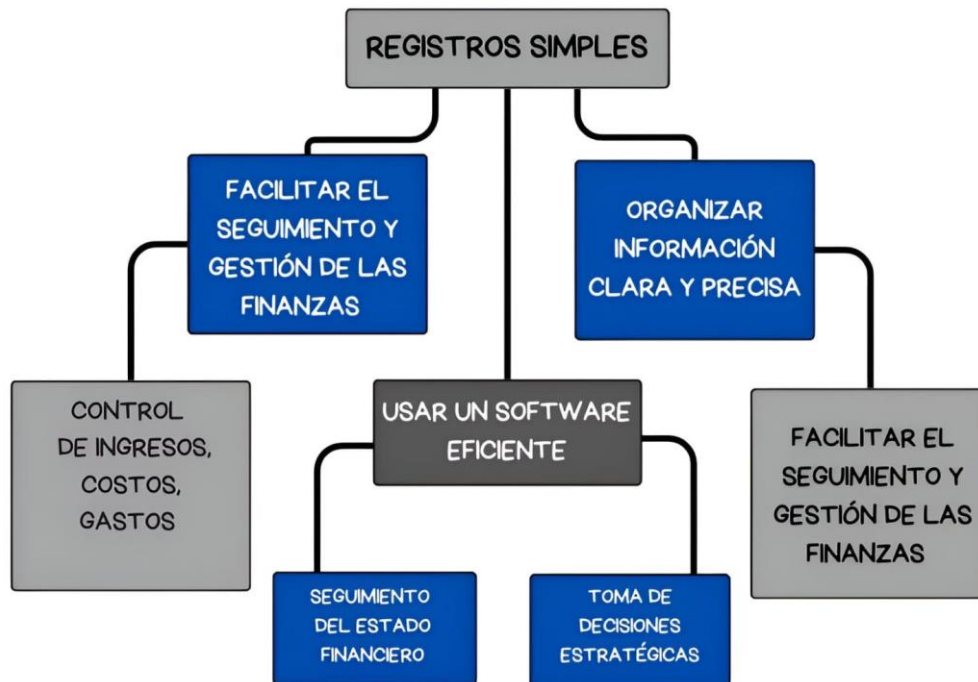 REGISTROS SIMPLES
FACILITAR EL
SEGUIMIENTO Y
GESTIÓN DE LAS
FINANZAS
ORGANIZAR
INFORMACIÓN
CLARA Y PRECISA
CONTROL
DE INGRESOS,
COSTOS,
GASTOS
USAR UN SOFTWARE
EFICIENTE
FACILITAR EL
SEGUIMIENTO Y
GESTIÓN DE LAS
FINANZAS
SEGUIMIENTO
DEL ESTADO
FINANCIERO
TOMA DE
DECISIONES
ESTRATÉGICAS